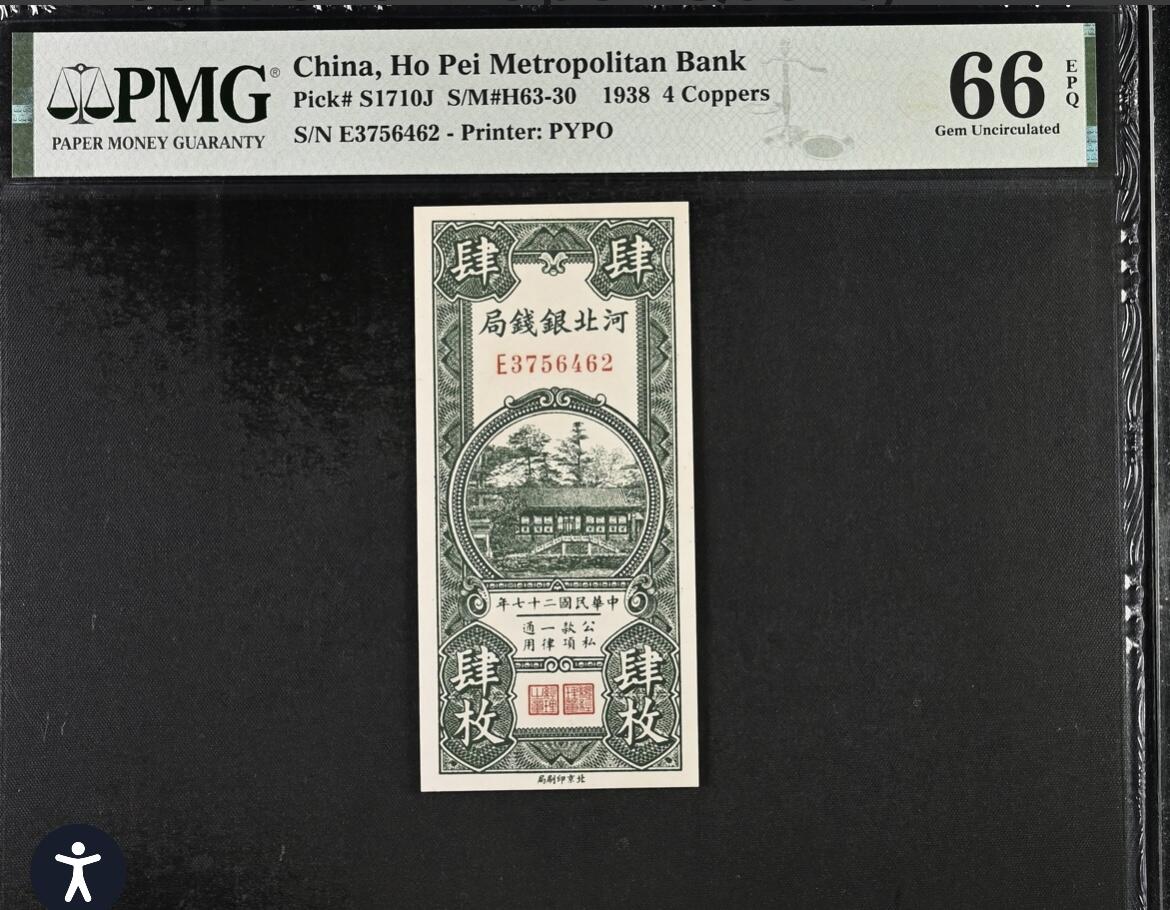 PMG®
PAPER MONEY GUARANTY
China, Ho Pei Metropolitan Bank
Pick# S1710J S/M#H63-30 1938 4 Coppers
S/N E3756462 - Printer: PYPO
66 EPQ
Gem Uncirculated
肆 肆
河北銀錢局
E3756462
中華民國二十七年
公私款項一律通用
肆枚
肆枚
北京印刷局